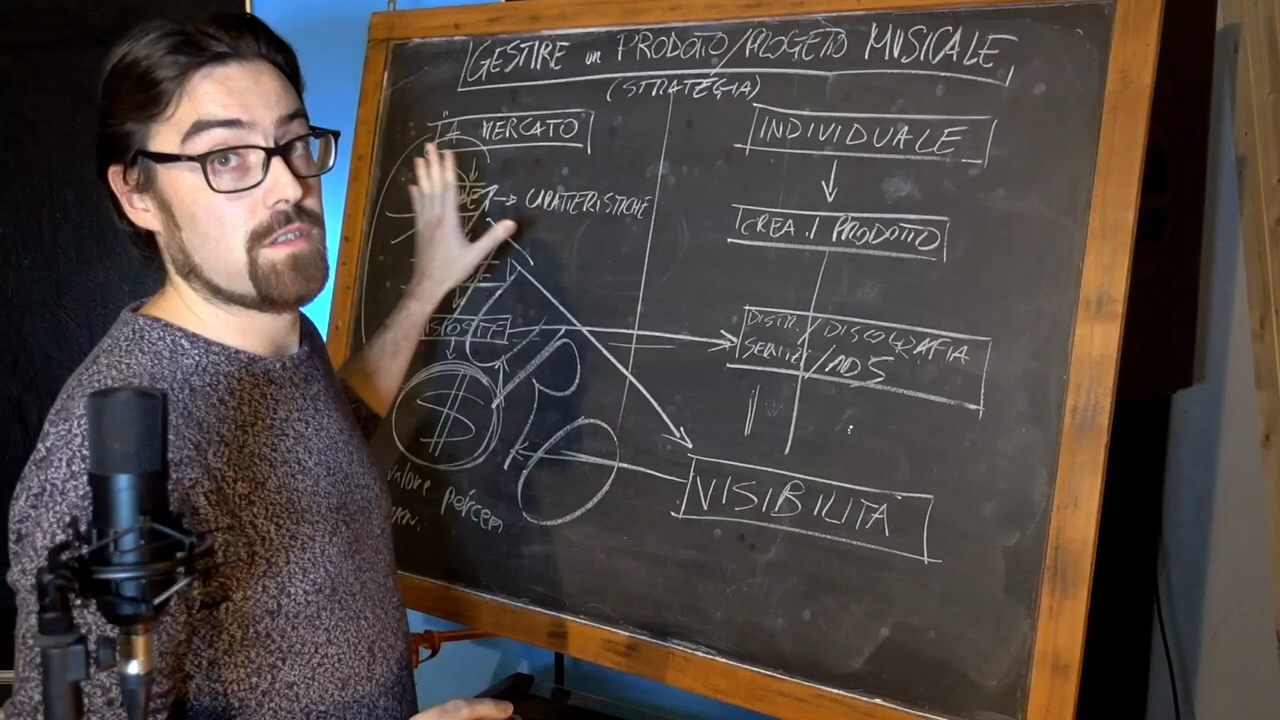 GESTIRE un PRODOTTO/PROGETTO MUSICALE
(STRATEGIA)
MERCATO
→ CARATTERISTICHE
$
valore percep
INDIVIDUALE
CREA il PRODOTTO
DISTR. / DISCOGRAFIA
SERVIZI/ADS
VISIBILITA